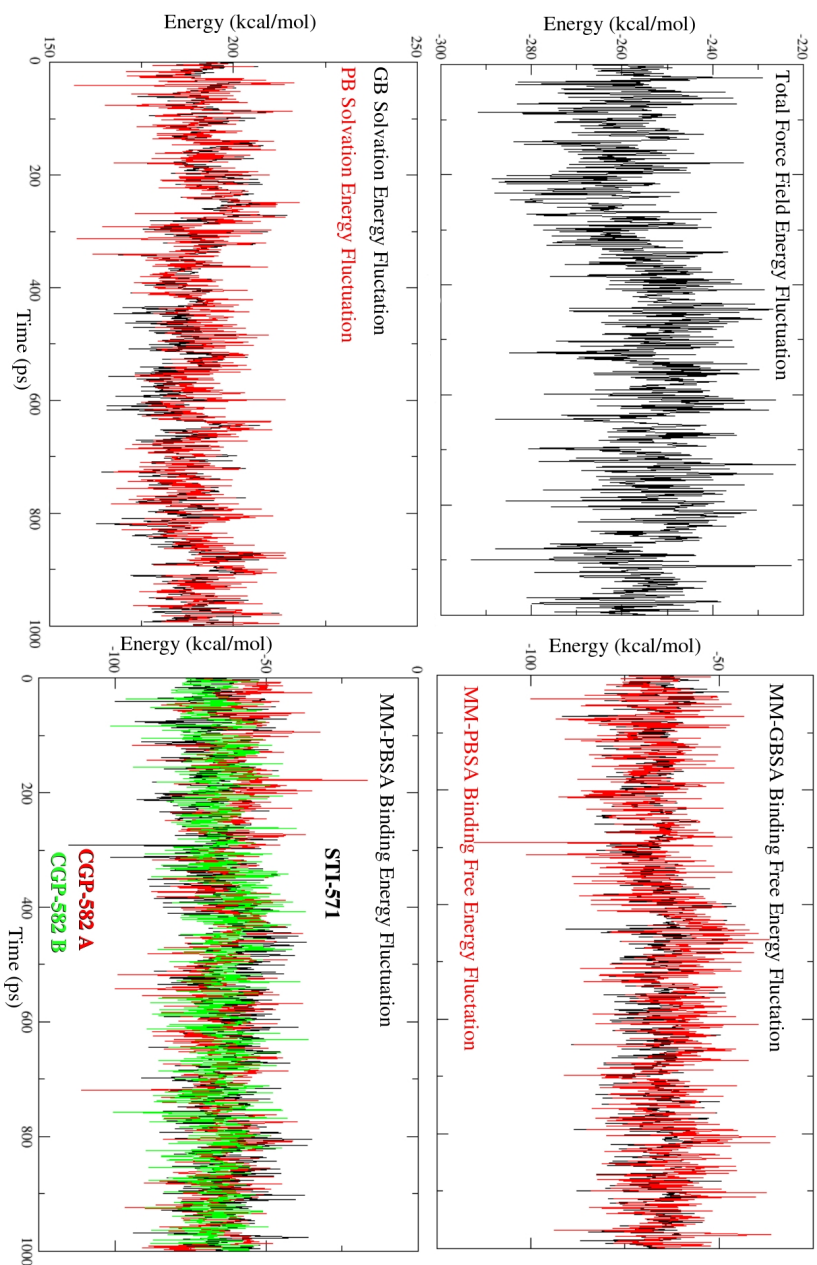 Energy (kcal/mol)
-300
-280
-260
-240
-220
Total Force Field Energy Fluctuation
Energy (kcal/mol)
-100
-50
MM-GBSA Binding Free Energy Fluctation
MM-PBSA Binding Free Energy Fluctation
Energy (kcal/mol)
150
200
250
GB Solvation Energy Fluctation
PB Solvation Energy Fluctuation
0
200
400
600
800
1000
Time (ps)
Energy (kcal/mol)
-100
-50
0
MM-PBSA Binding Energy Fluctuation
STI-571
CGP-582 A
CGP-582 B
0
200
400
600
800
1000
Time (ps)